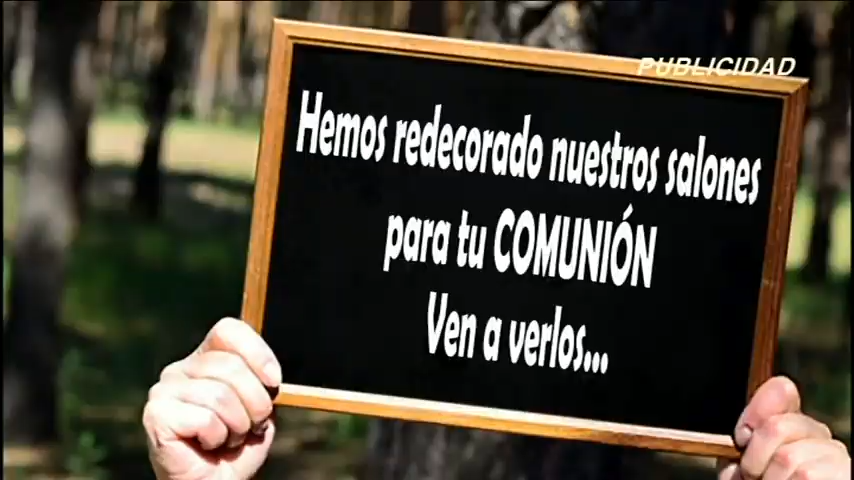 PUBLICIDAD
Hemos redecorado nuestros salones
para tu COMUNIÓN
Ven a verlos...